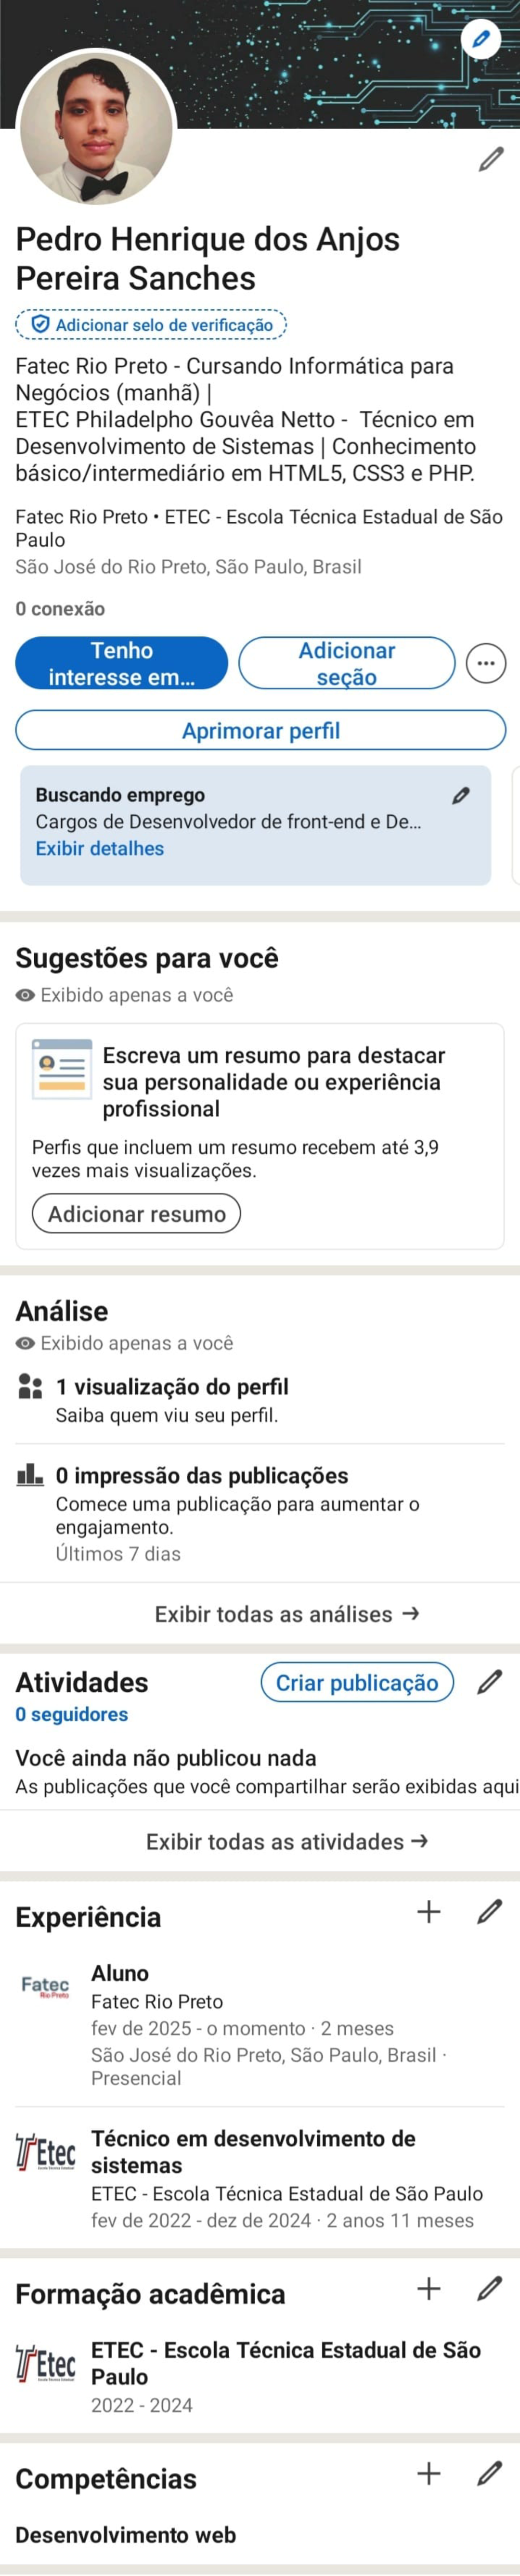 Pedro Henrique dos Anjos
Pereira Sanches
Adicionar selo de verificação
Fatec Rio Preto - Cursando Informática para
Negócios (manhã) |
ETEC Philadelpho Gouvêa Netto - Técnico em
Desenvolvimento de Sistemas | Conhecimento
básico/intermediário em HTML5, CSS3 e PHP.
Fatec Rio Preto • ETEC - Escola Técnica Estadual de São
Paulo
São José do Rio Preto, São Paulo, Brasil
0 conexão
Tenho
interesse em...
Adicionar
seção
Aprimorar perfil
Buscando emprego
Cargos de Desenvolvedor de front-end e De...
Exibir detalhes
Sugestões para você
Exibido apenas a você
Escreva um resumo para destacar
sua personalidade ou experiência
profissional
Perfis que incluem um resumo recebem até 3,9
vezes mais visualizações.
Adicionar resumo
Análise
Exibido apenas a você
1 visualização do perfil
Saiba quem viu seu perfil.
0 impressão das publicações
Comece uma publicação para aumentar o
engajamento.
Últimos 7 dias
Exibir todas as análises →
Atividades
Criar publicação
0 seguidores
Você ainda não publicou nada
As publicações que você compartilhar serão exibidas aqui
Exibir todas as atividades →
Experiência
Fatec
Rio Preto
Aluno
Fatec Rio Preto
fev de 2025 - o momento · 2 meses
São José do Rio Preto, São Paulo, Brasil ·
Presencial
Etec
Técnico em desenvolvimento de
sistemas
ETEC - Escola Técnica Estadual de São Paulo
fev de 2022 - dez de 2024 · 2 anos 11 meses
Formação acadêmica
Etec
ETEC - Escola Técnica Estadual de São
Paulo
2022 - 2024
Competências
Desenvolvimento web